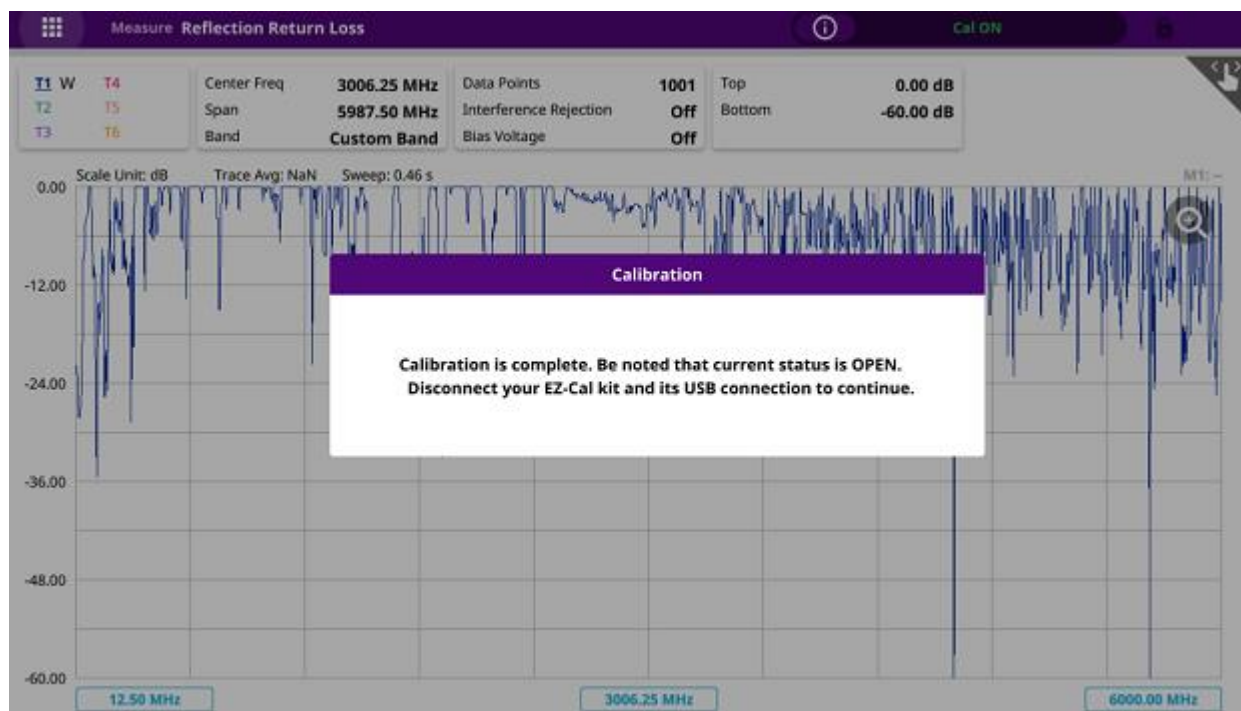 Measure Reflection Return Loss
Cal ON
T1 W T4
T2 T5
T3 T6
Center Freq 3006.25 MHz
Span 5987.50 MHz
Band Custom Band
Data Points 1001
Interference Rejection Off
Bias Voltage Off
Top 0.00 dB
Bottom -60.00 dB
Scale Unit: dB Trace Avg: NaN Sweep: 0.46 s M1: --
0.00
-12.00
-24.00
-36.00
-48.00
-60.00
Calibration
Calibration is complete. Be noted that current status is OPEN.
Disconnect your EZ-Cal kit and its USB connection to continue.
12.50 MHz 3006.25 MHz 6000.00 MHz